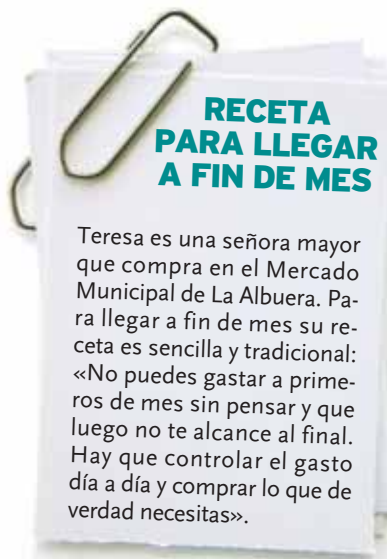 RECETA
PARA LLEGAR
A FIN DE MES
Teresa es una señora mayor
que compra en el Mercado
Municipal de La Albuera. Pa-
ra llegar a fin de mes su re-
ceta es sencilla y tradicional:
«No puedes gastar a prime-
ros de mes sin pensar y que
luego no te alcance al final.
Hay que controlar el gasto
día a día y comprar lo que de
verdad necesitas».